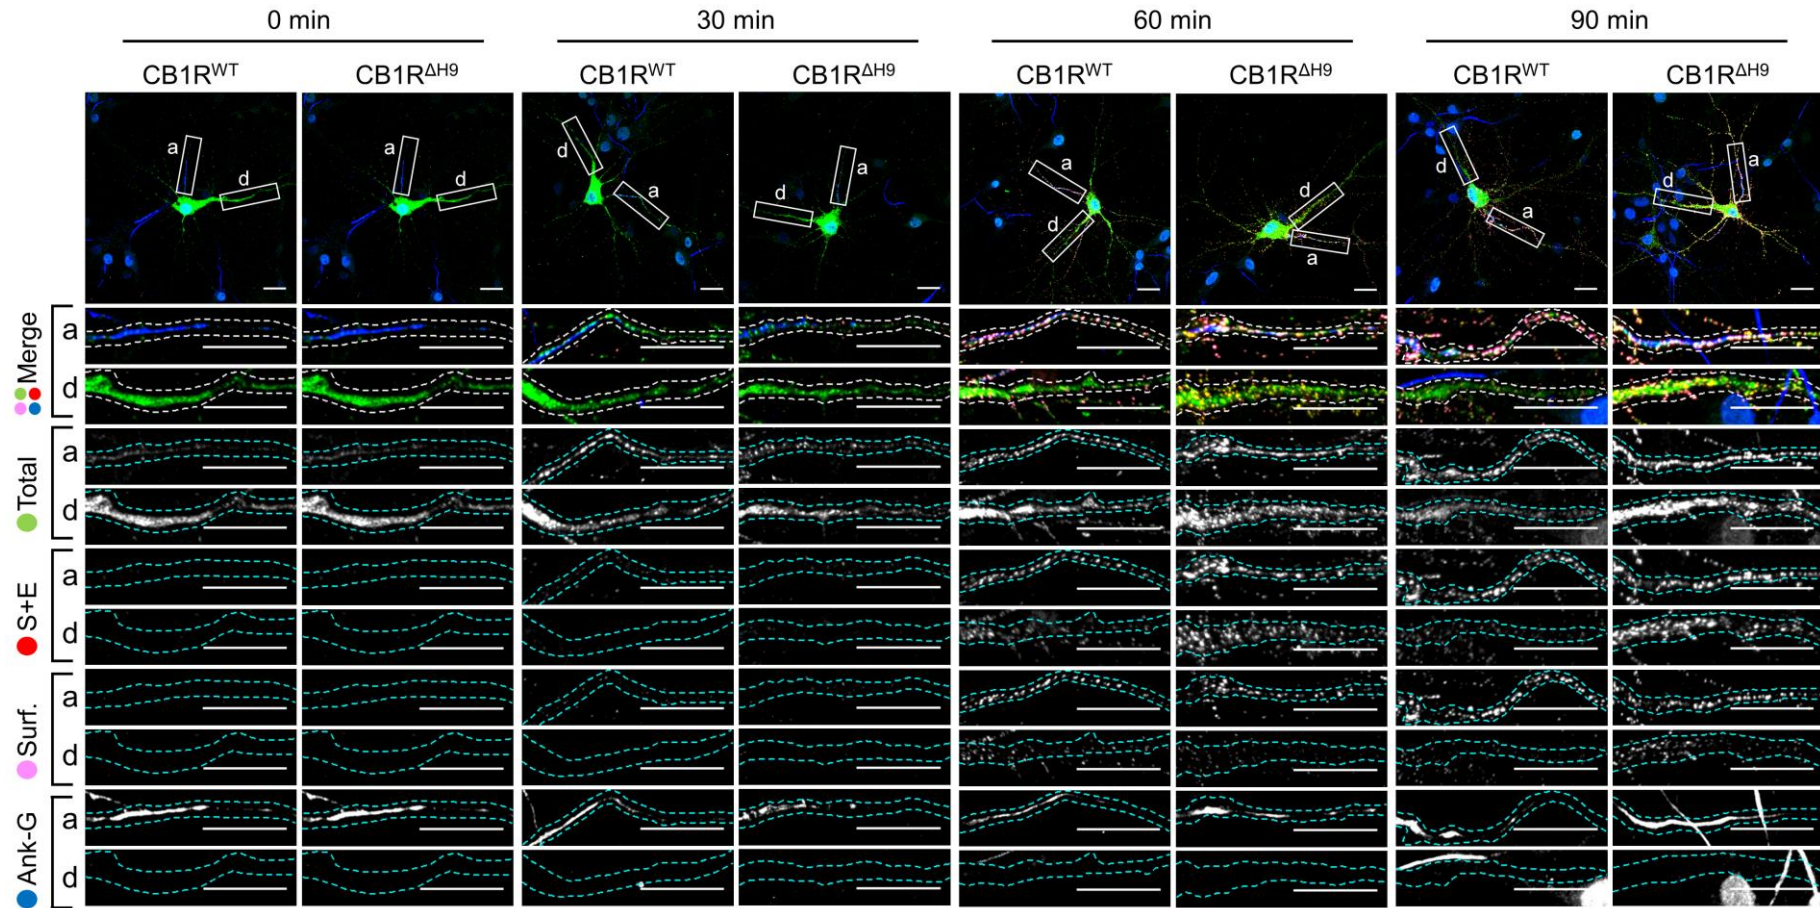 0 min 30 min 60 min 90 min
CB1R^WT CB1R^ΔH9 CB1R^WT CB1R^ΔH9 CB1R^WT CB1R^ΔH9 CB1R^WT CB1R^ΔH9
a d d a d a a d d a d a d a
Merge a
d
Total a
d
S+E a
d
Surf. a
d
Ank-G a
d